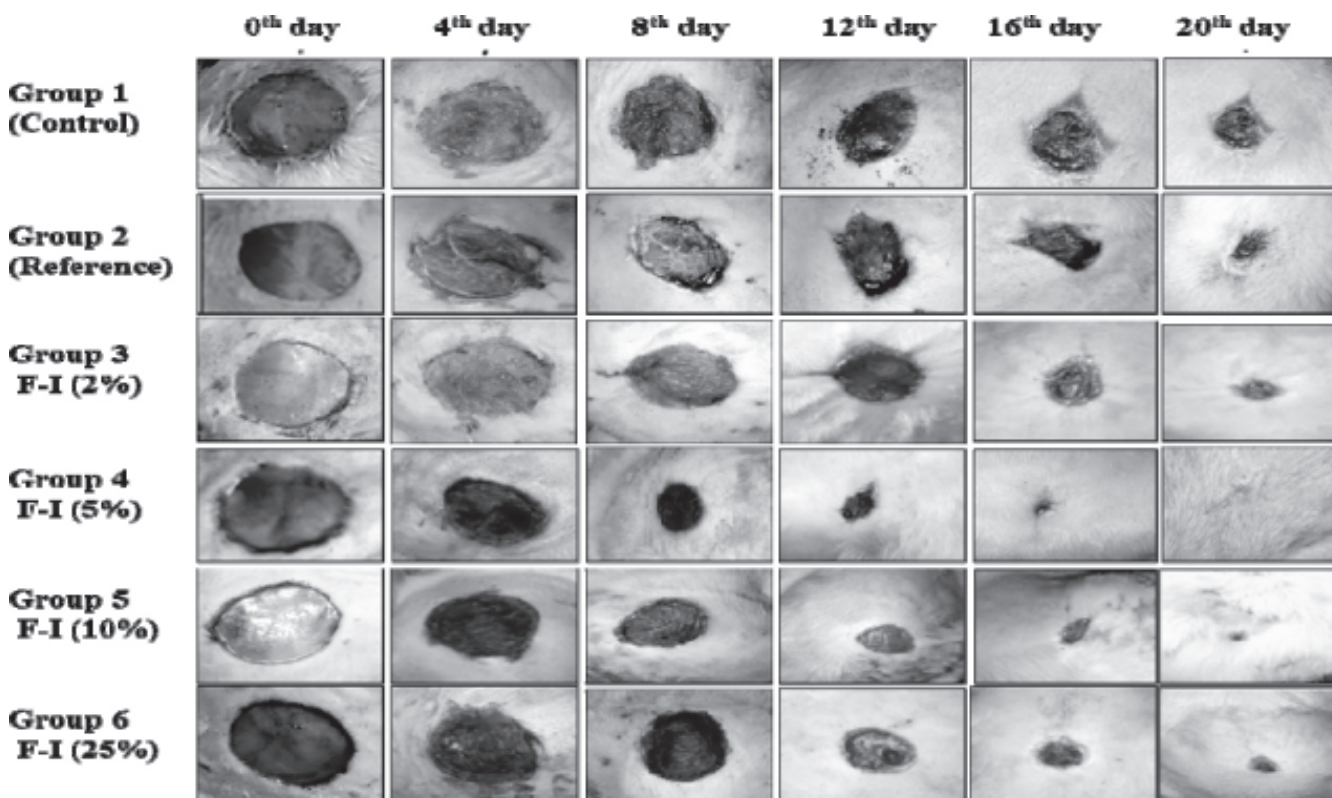 0th day 4th day 8th day 12th day 16th day 20th day
Group 1
(Control)
Group 2
(Reference)
Group 3
F-I (2%)
Group 4
F-I (5%)
Group 5
F-I (10%)
Group 6
F-I (25%)